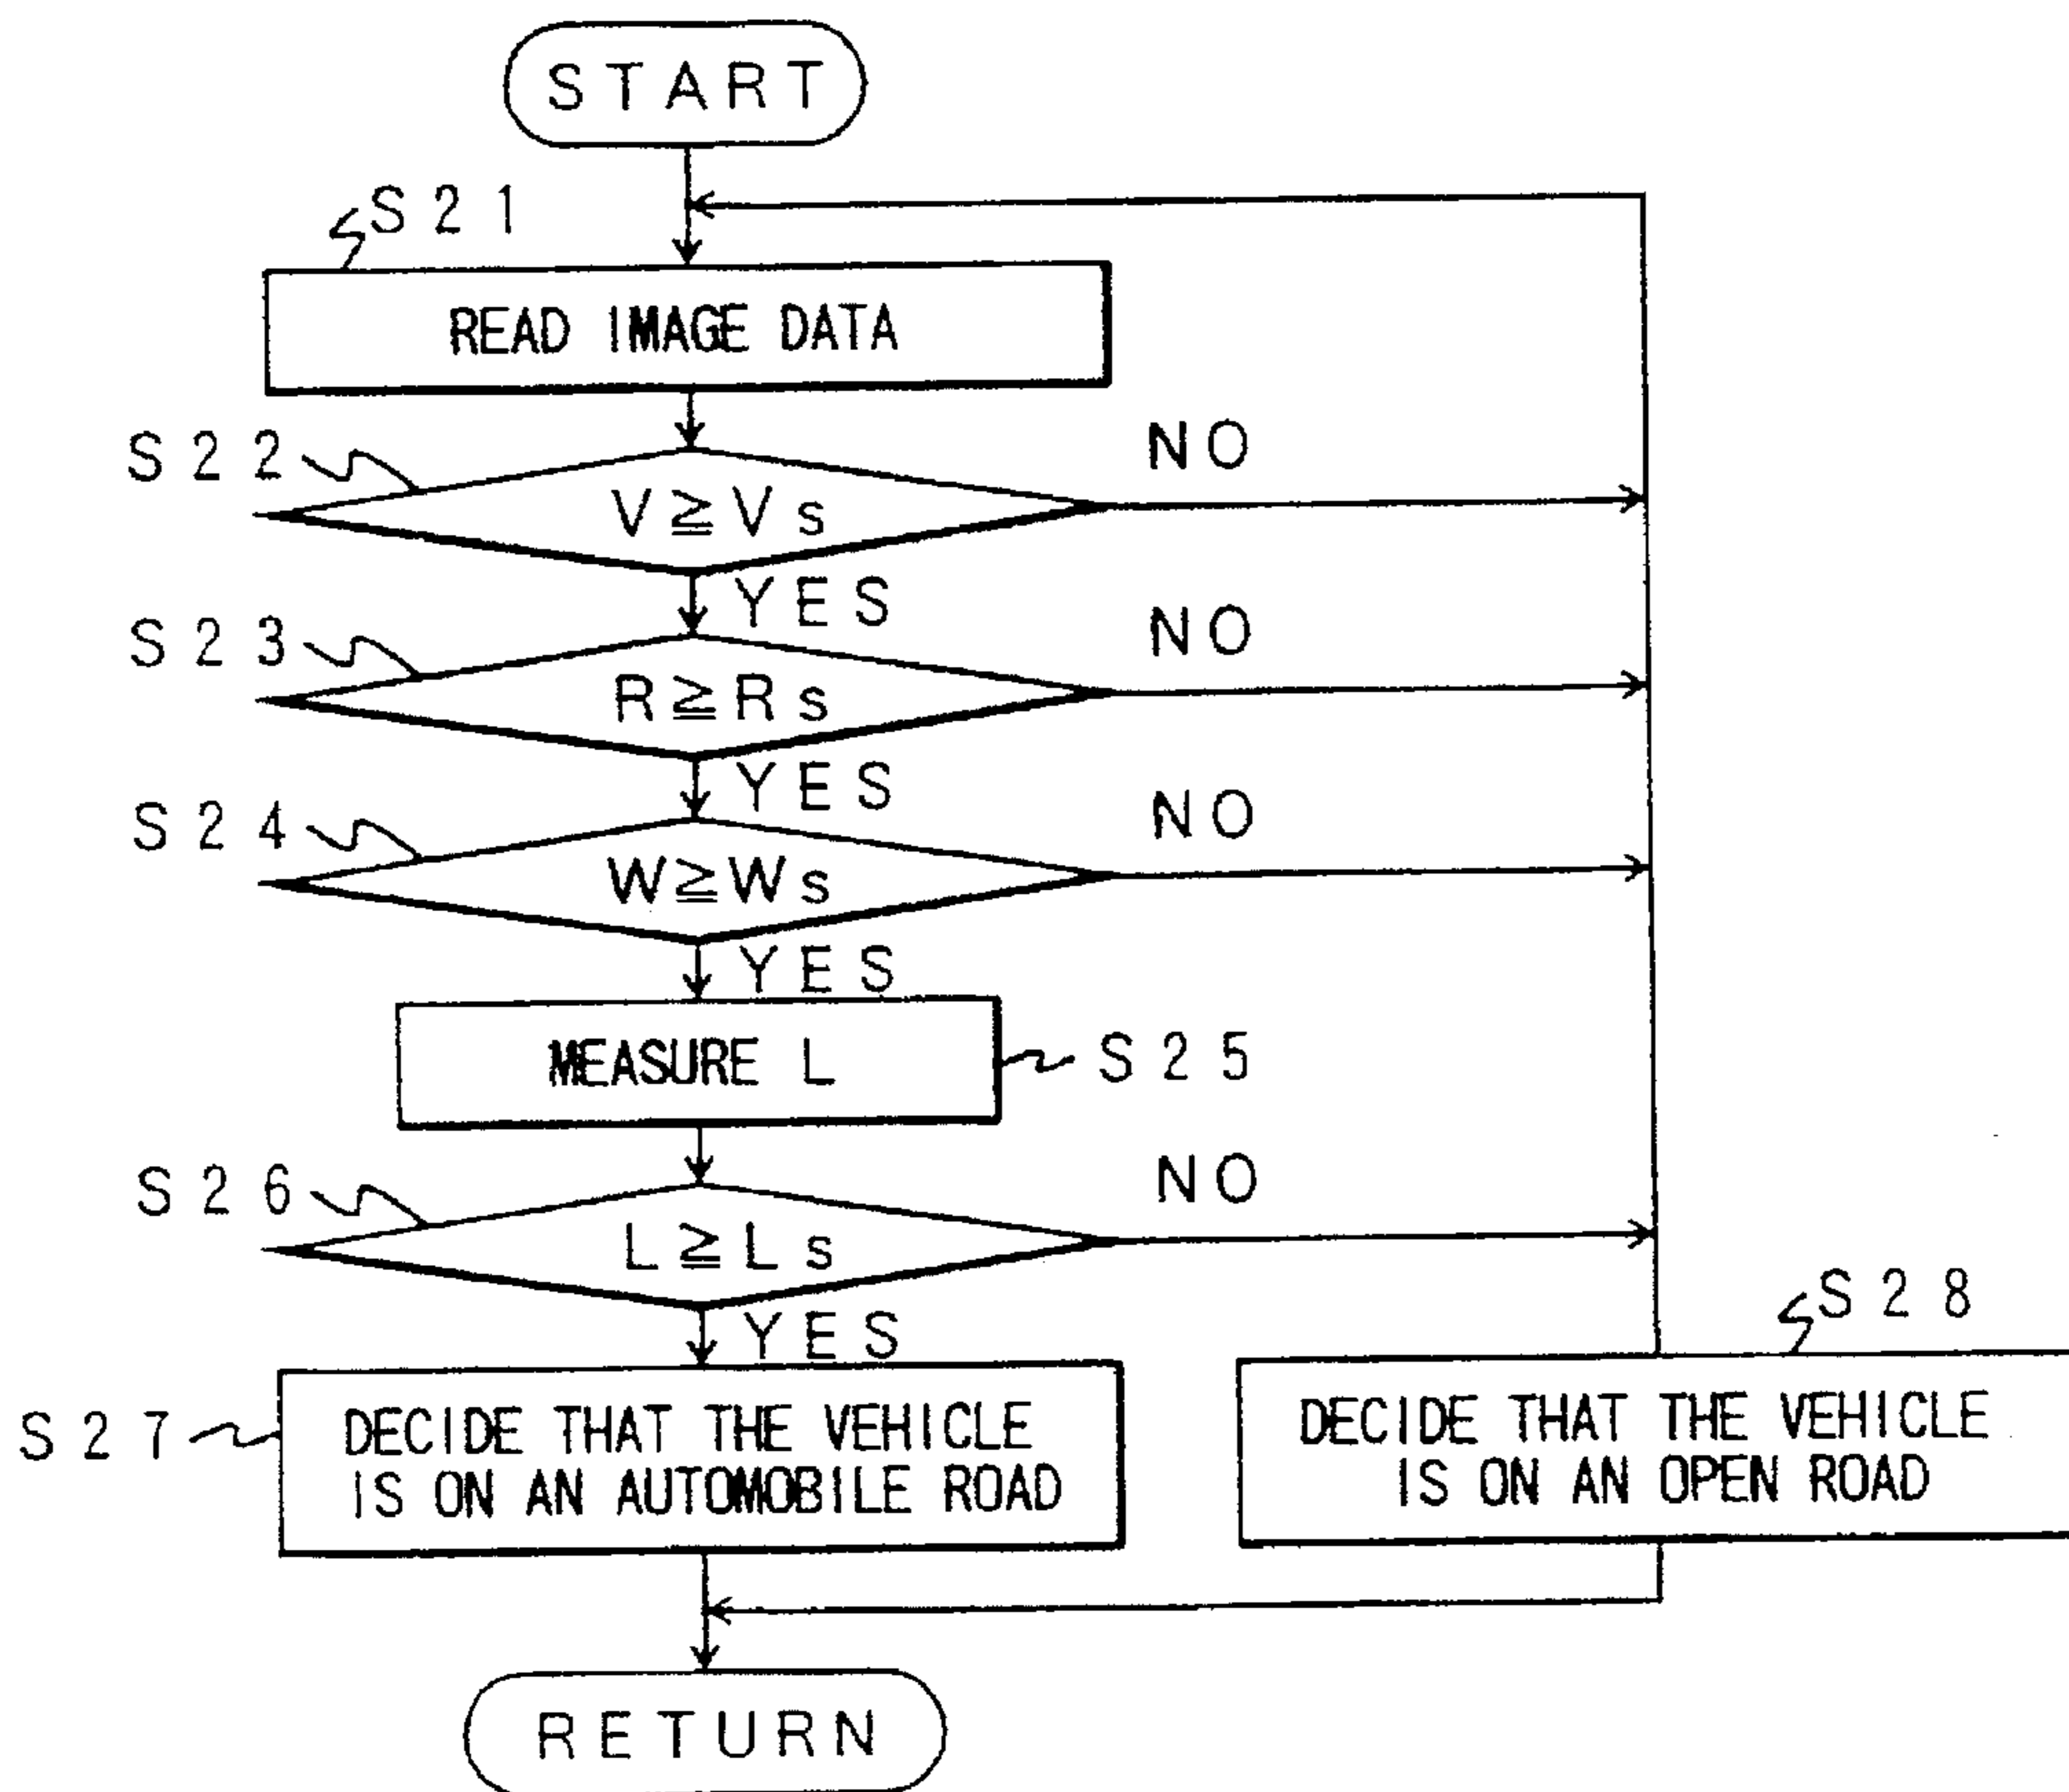 START
S21
READ IMAGE DATA
S22
V≧Vs
NO
YES
S23
R≧Rs
NO
YES
S24
W≧Ws
NO
YES
MEASURE L
S25
S26
L≧Ls
NO
YES
S27
DECIDE THAT THE VEHICLE
IS ON AN AUTOMOBILE ROAD
S28
DECIDE THAT THE VEHICLE
IS ON AN OPEN ROAD
RETURN